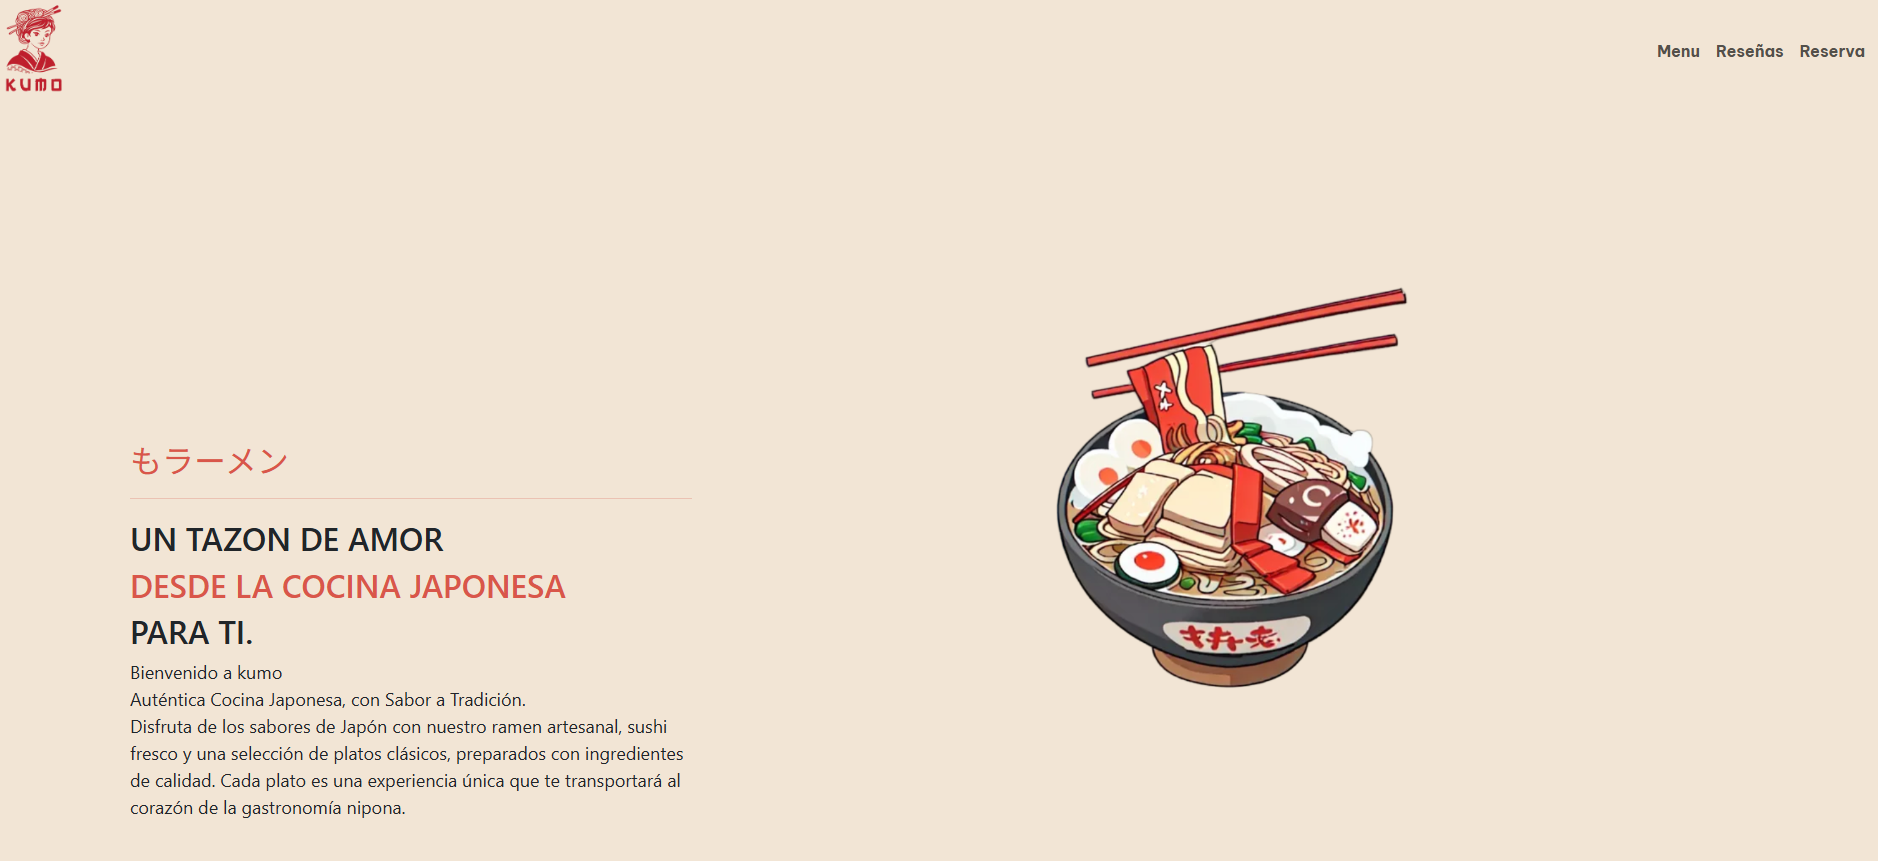 KUMO
Menu Reseñas Reserva
もラーメン
UN TAZON DE AMOR
DESDE LA COCINA JAPONESA
PARA TI.
Bienvenido a kumo
Auténtica Cocina Japonesa, con Sabor a Tradición.
Disfruta de los sabores de Japón con nuestro ramen artesanal, sushi
fresco y una selección de platos clásicos, preparados con ingredientes
de calidad. Cada plato es una experiencia única que te transportará al
corazón de la gastronomía nipona.